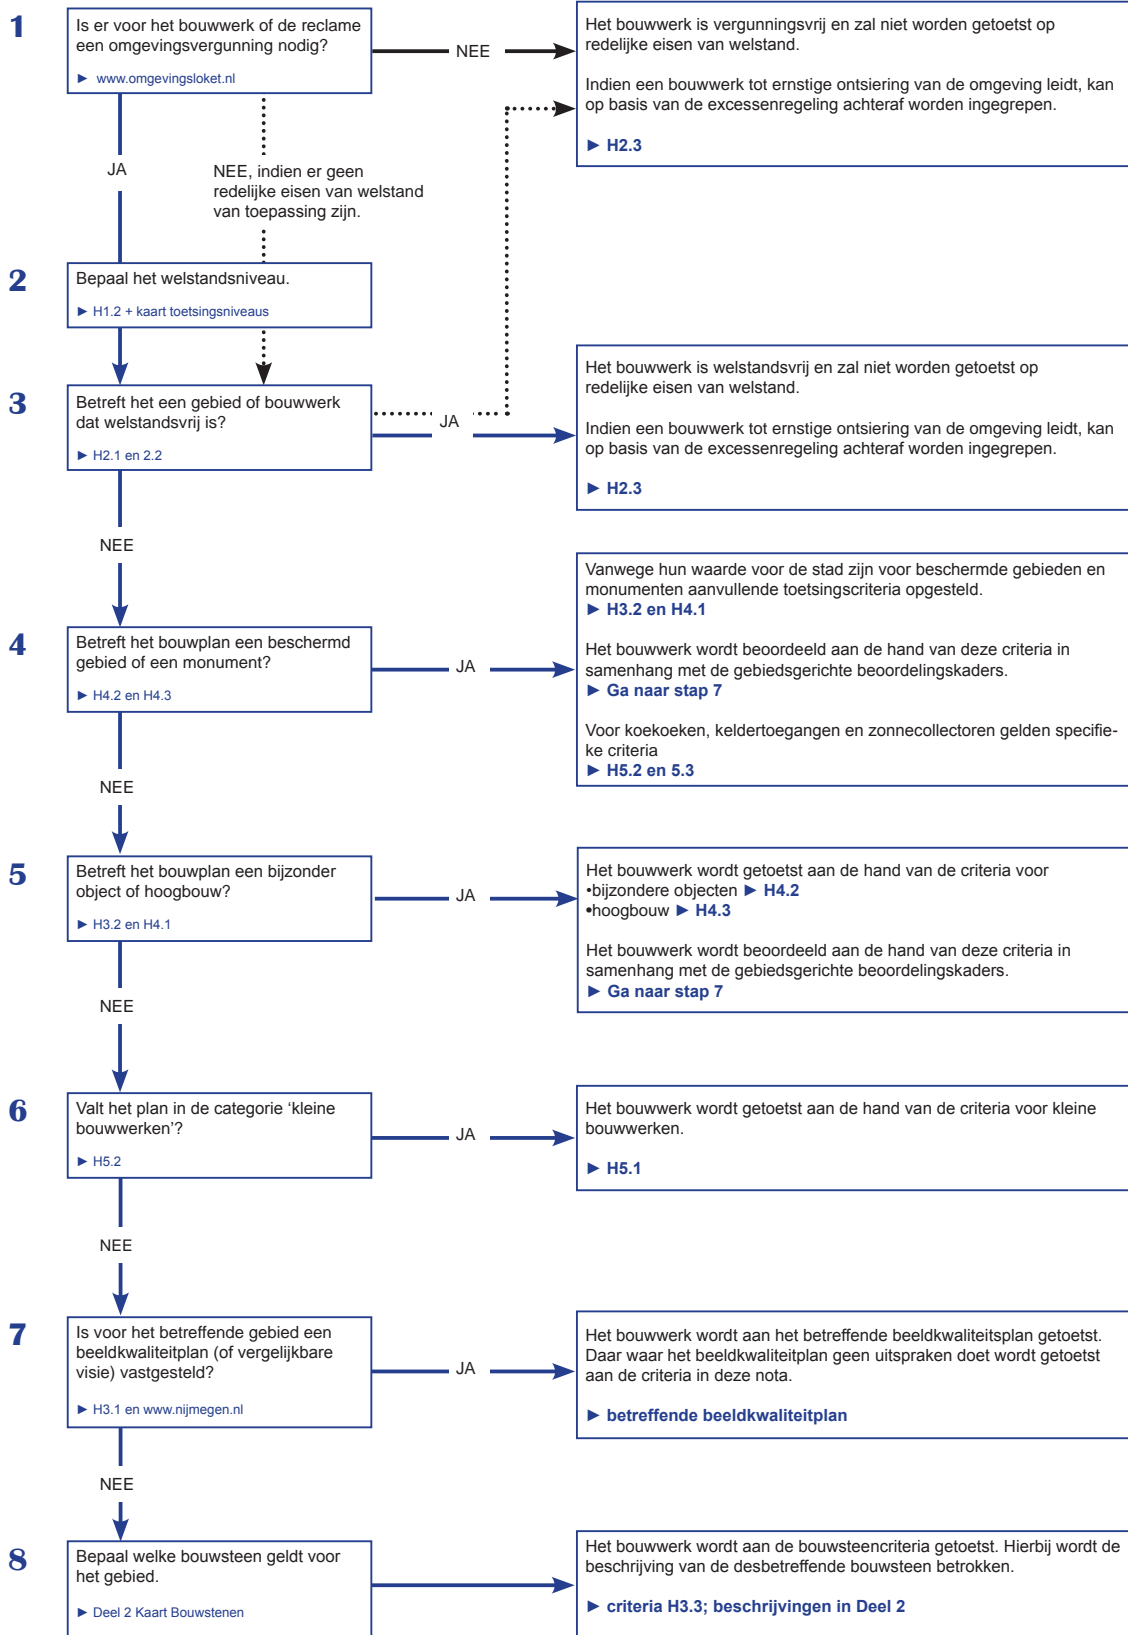 1
Is er voor het bouwwerk of de reclame
een omgevingsvergunning nodig?
► www.omgevingsloket.nl
NEE
Het bouwwerk is vergunningsvrij en zal niet worden getoetst op
redelijke eisen van welstand.
Indien een bouwwerk tot ernstige ontsiering van de omgeving leidt, kan
op basis van de excessenregeling achteraf worden ingegrepen.
► H2.3
JA
NEE, indien er geen
redelijke eisen van welstand
van toepassing zijn.
2
Bepaal het welstandsniveau.
► H1.2 + kaart toetsingsniveaus
3
Betreft het een gebied of bouwwerk
dat welstandsvrij is?
► H2.1 en 2.2
JA
Het bouwwerk is welstandsvrij en zal niet worden getoetst op
redelijke eisen van welstand.
Indien een bouwwerk tot ernstige ontsiering van de omgeving leidt, kan
op basis van de excessenregeling achteraf worden ingegrepen.
► H2.3
NEE
4
Betreft het bouwplan een beschermd
gebied of een monument?
► H4.2 en H4.3
JA
Vanwege hun waarde voor de stad zijn voor beschermde gebieden en
monumenten aanvullende toetsingscriteria opgesteld.
► H3.2 en H4.1
Het bouwwerk wordt beoordeeld aan de hand van deze criteria in
samenhang met de gebiedsgerichte beoordelingskaders.
► Ga naar stap 7
Voor koekoeken, keldertoegangen en zonnecollectoren gelden specifie-
ke criteria
► H5.2 en 5.3
NEE
5
Betreft het bouwplan een bijzonder
object of hoogbouw?
► H3.2 en H4.1
JA
Het bouwwerk wordt getoetst aan de hand van de criteria voor
•bijzondere objecten ► H4.2
•hoogbouw ► H4.3
Het bouwwerk wordt beoordeeld aan de hand van deze criteria in
samenhang met de gebiedsgerichte beoordelingskaders.
► Ga naar stap 7
NEE
6
Valt het plan in de categorie ‘kleine
bouwwerken’?
► H5.2
JA
Het bouwwerk wordt getoetst aan de hand van de criteria voor kleine
bouwwerken.
► H5.1
NEE
7
Is voor het betreffende gebied een
beeldkwaliteitplan (of vergelijkbare
visie) vastgesteld?
► H3.1 en www.nijmegen.nl
JA
Het bouwwerk wordt aan het betreffende beeldkwaliteitsplan getoetst.
Daar waar het beeldkwaliteitplan geen uitspraken doet wordt getoetst
aan de criteria in deze nota.
► betreffende beeldkwaliteitplan
NEE
8
Bepaal welke bouwsteen geldt voor
het gebied.
► Deel 2 Kaart Bouwstenen
Het bouwwerk wordt aan de bouwsteencriteria getoetst. Hierbij wordt de
beschrijving van de desbetreffende bouwsteen betrokken.
► criteria H3.3; beschrijvingen in Deel 2